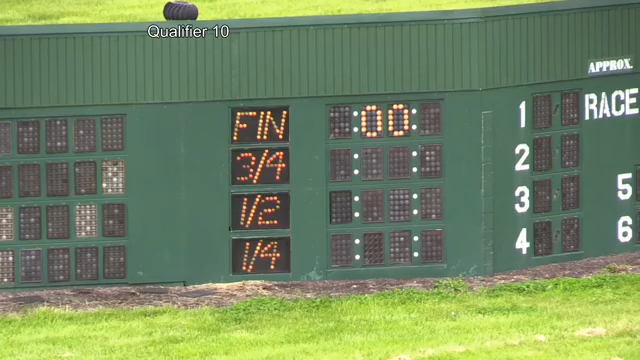 Qualifier 10
APPROX.
FIN :00:
1 RACE
3/4
2
1/2
3 5
1/4
4 6